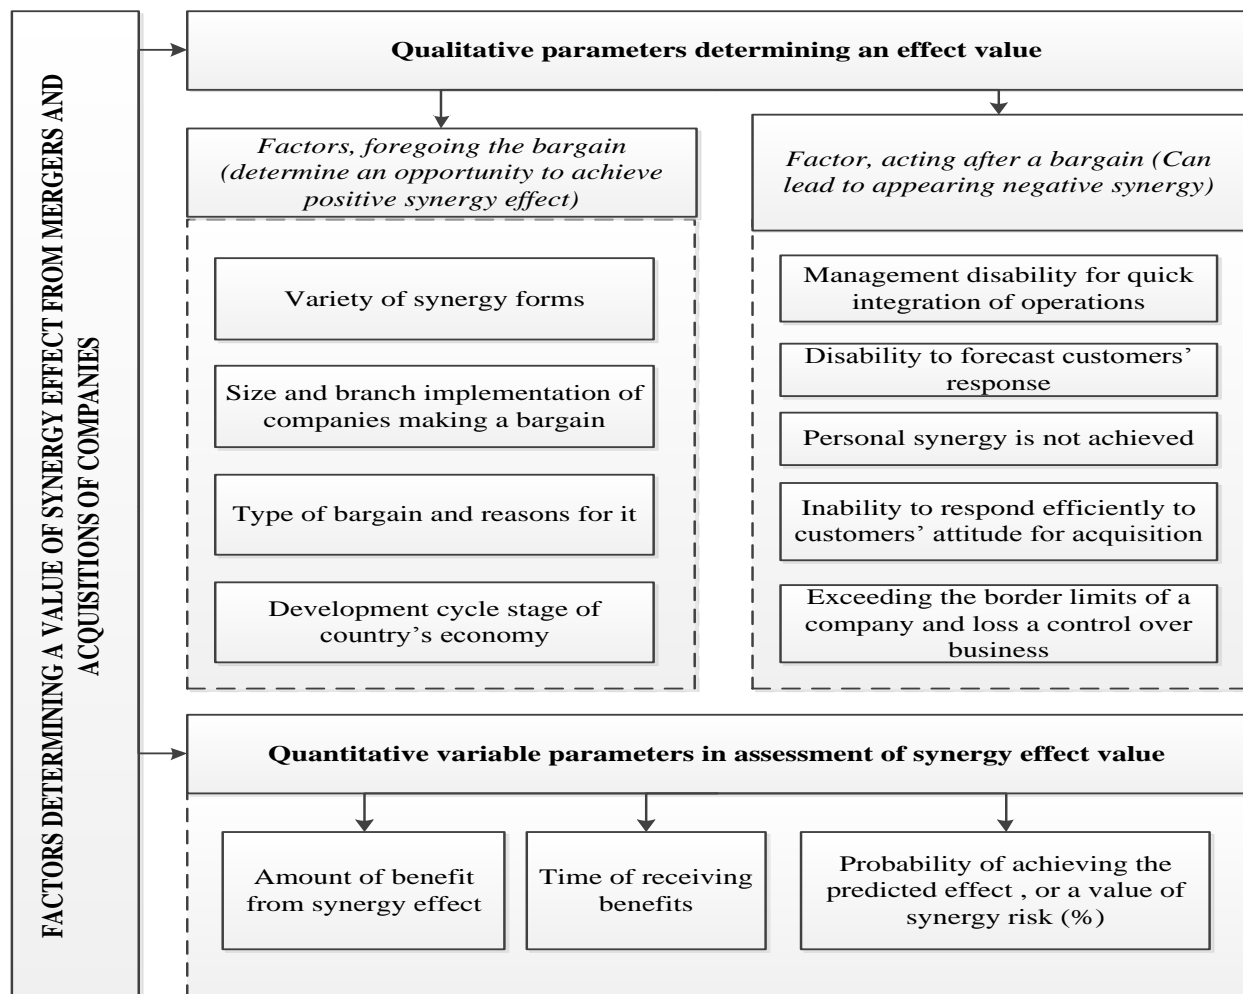 FACTORS DETERMINING A VALUE OF SYNERGY EFFECT FROM MERGERS AND
ACQUISITIONS OF COMPANIES
Qualitative parameters determining an effect value
Factors, foregoing the bargain
(determine an opportunity to achieve
positive synergy effect)
Variety of synergy forms
Size and branch implementation of
companies making a bargain
Type of bargain and reasons for it
Development cycle stage of
country’s economy
Factor, acting after a bargain (Can
lead to appearing negative synergy)
Management disability for quick
integration of operations
Disability to forecast customers’
response
Personal synergy is not achieved
Inability to respond efficiently to
customers’ attitude for acquisition
Exceeding the border limits of a
company and loss a control over
business
Quantitative variable parameters in assessment of synergy effect value
Amount of benefit
from synergy effect
Time of receiving
benefits
Probability of achieving the
predicted effect , or a value of
synergy risk (%)